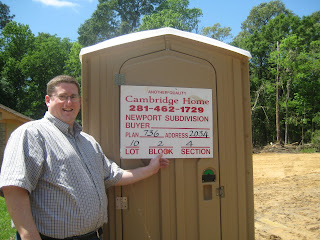 ANOTHER QUALITY
Cambridge Home
281-462-1729
NEWPORT SUBDIVISION
BUYER
PLAN 736 ADDRESS 2034
10 2 4
LOT BLOCK SECTION